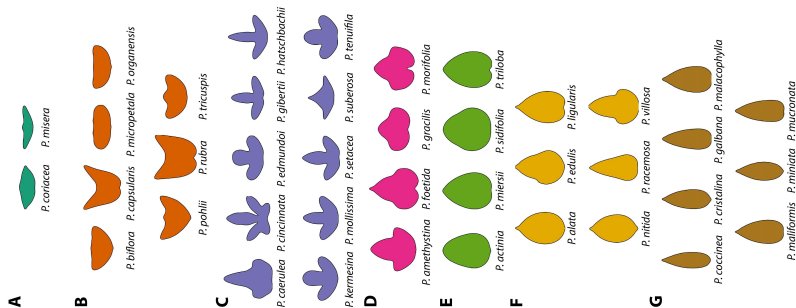 A
P. coriacea
P. misera
B
P. biflora
P. capsularis
P. micropetala
P. organensis
P. pohlii
P. rubra
P. tricuspis
C
P. caerulea
P. cincinnata
P. edmundoi
P. gibertii
P. hatschbachii
P. kermesina
P. mollissima
P. setacea
P. suberosa
P. tenuifila
D
P. amethystina
P. foetida
P. gracilis
P. morifolia
E
P. actinia
P. miersii
P. sidifolia
P. triloba
F
P. alata
P. edulis
P. ligularis
P. nitida
P. racemosa
P. villosa
G
P. coccinea
P. cristalina
P. galbana
P. malacophylla
P. maliformis
P. miniata
P. mucronata